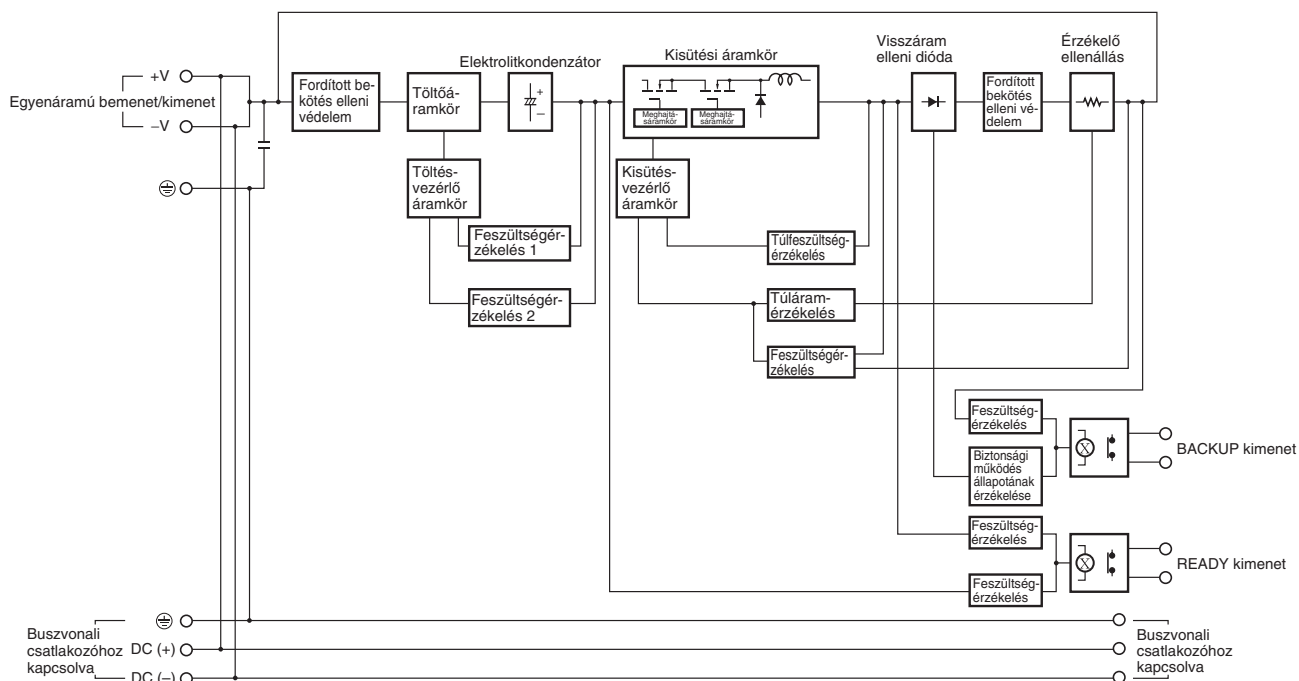 Elektrolitkondenzátor
Kisütési áramkör
Visszáram
elleni dióda
Érzékelő
ellenállás
+V
Egyenáramú bemenet/kimenet
–V
Fordított be-
kötés elleni
védelem
Töltőá-
ramkör
+
–
Meghajtá-
sáramkör
Meghajtá-
sáramkör
Fordított
bekötés
elleni vé-
delem
Töltés-
vezérlő
áramkör
Kisütés-
vezérlő
áramkör
Feszültségér-
zékelés 1
Túlfeszültség-
érzékelés
Feszültségér-
zékelés 2
Túláram-
érzékelés
Feszültségér-
zékelés
Feszültség-
érzékelés
X
BACKUP kimenet
Biztonsági
működés
állapotának
érzékelése
Feszültség-
érzékelés
X
READY kimenet
Feszültség-
érzékelés
Buszvonali
csatlakozóhoz
kapcsolva
DC (+)
DC (–)
Buszvonali
csatlakozóhoz
kapcsolva